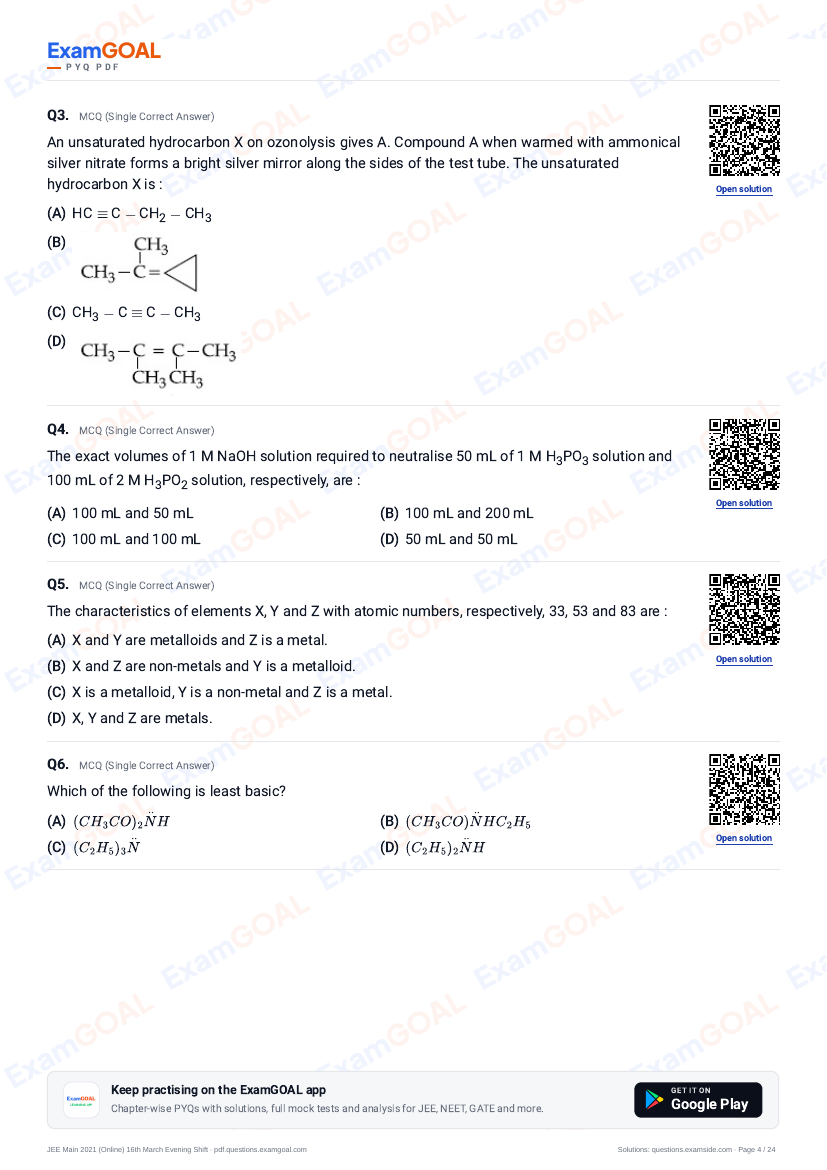 ExamGOAL
PYQ PDF
Q3. MCQ (Single Correct Answer)
An unsaturated hydrocarbon X on ozonolysis gives A. Compound A when warmed with ammonical
silver nitrate forms a bright silver mirror along the sides of the test tube. The unsaturated
hydrocarbon X is :
Open solution
(A) HC ≡ C − CH₂ − CH₃
(B)
CH₃
CH₃−C=
(C) CH₃ − C ≡ C − CH₃
(D)
CH₃−C = C−CH₃
CH₃ CH₃
Q4. MCQ (Single Correct Answer)
The exact volumes of 1 M NaOH solution required to neutralise 50 mL of 1 M H₃PO₃ solution and
100 mL of 2 M H₃PO₂ solution, respectively, are :
Open solution
(A) 100 mL and 50 mL (B) 100 mL and 200 mL
(C) 100 mL and 100 mL (D) 50 mL and 50 mL
Q5. MCQ (Single Correct Answer)
The characteristics of elements X, Y and Z with atomic numbers, respectively, 33, 53 and 83 are :
(A) X and Y are metalloids and Z is a metal.
Open solution
(B) X and Z are non-metals and Y is a metalloid.
(C) X is a metalloid, Y is a non-metal and Z is a metal.
(D) X, Y and Z are metals.
Q6. MCQ (Single Correct Answer)
Which of the following is least basic?
(A) (CH₃CO)₂N̈H (B) (CH₃CO)N̈HC₂H₅
Open solution
(C) (C₂H₅)₃N̈ (D) (C₂H₅)₂N̈H
ExamGOAL
Keep practising on the ExamGOAL app
Chapter-wise PYQs with solutions, full mock tests and analysis for JEE, NEET, GATE and more.
GET IT ON
Google Play
JEE Main 2021 (Online) 16th March Evening Shift · pdf.questions.examgoal.com
Solutions: questions.examside.com · Page 4 / 24